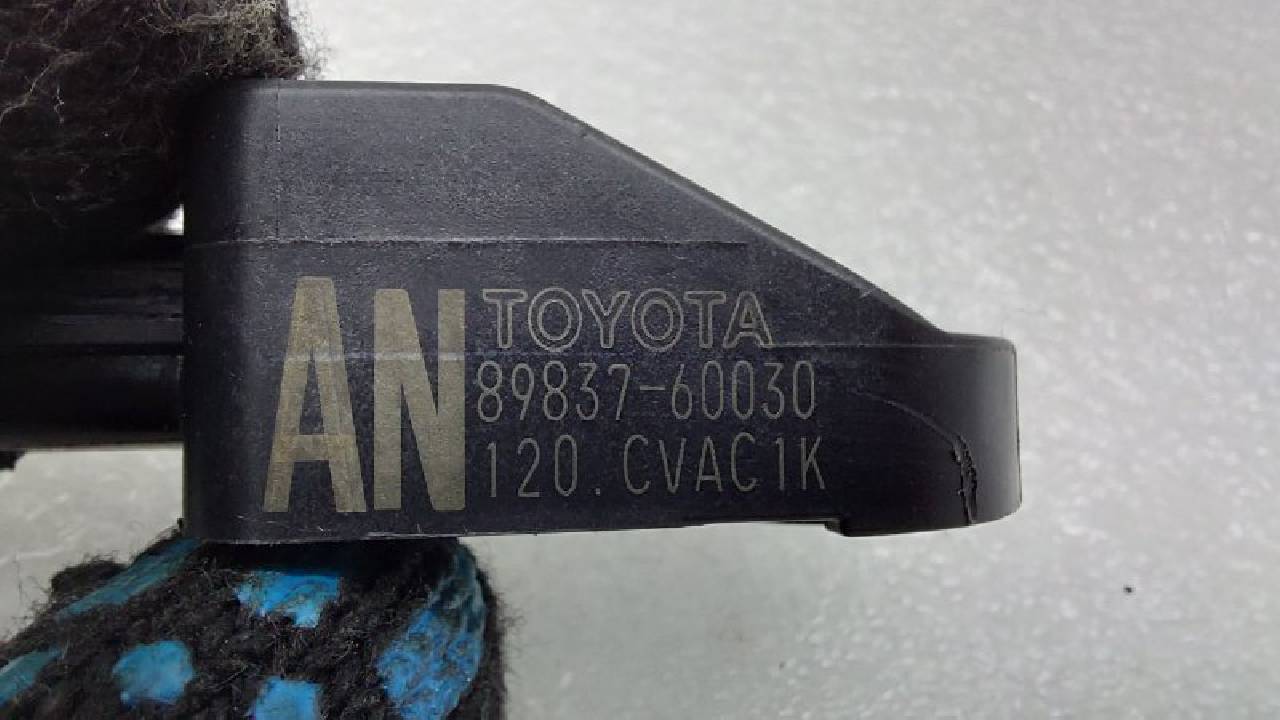 AN TOYOTA
89837-60030
120. CVAC1K